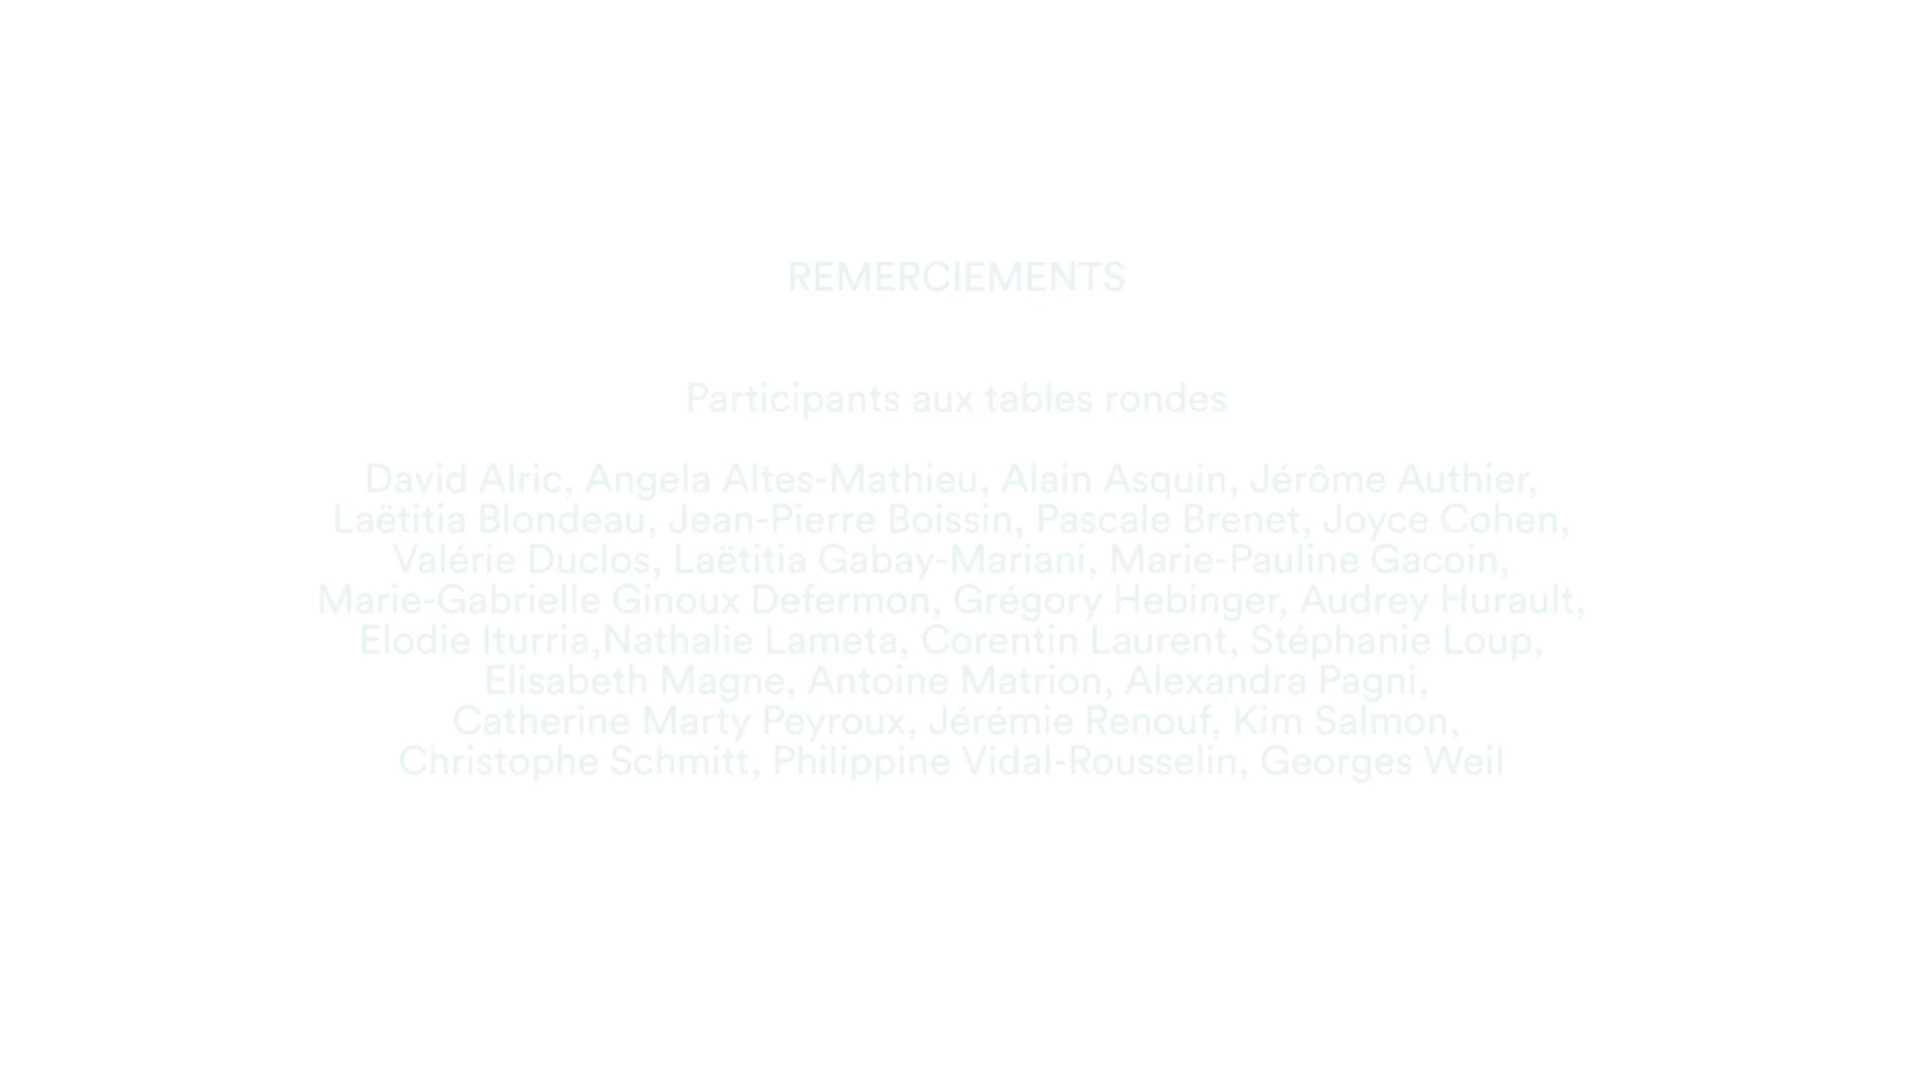 REMERCIEMENTS
Participants aux tables rondes
David Alric, Angela Altes-Mathieu, Alain Asquin, Jérôme Authier,
Laëtitia Blondeau, Jean-Pierre Boissin, Pascale Brenet, Joyce Cohen,
Valérie Duclos, Laëtitia Gabay-Mariani, Marie-Pauline Gacoin,
Marie-Gabrielle Ginoux Defermon, Grégory Hebinger, Audrey Hurault,
Elodie Iturria,Nathalie Lameta, Corentin Laurent, Stéphanie Loup,
Elisabeth Magne, Antoine Matrion, Alexandra Pagni,
Catherine Marty Peyroux, Jérémie Renouf, Kim Salmon,
Christophe Schmitt, Philippine Vidal-Rousselin, Georges Weil